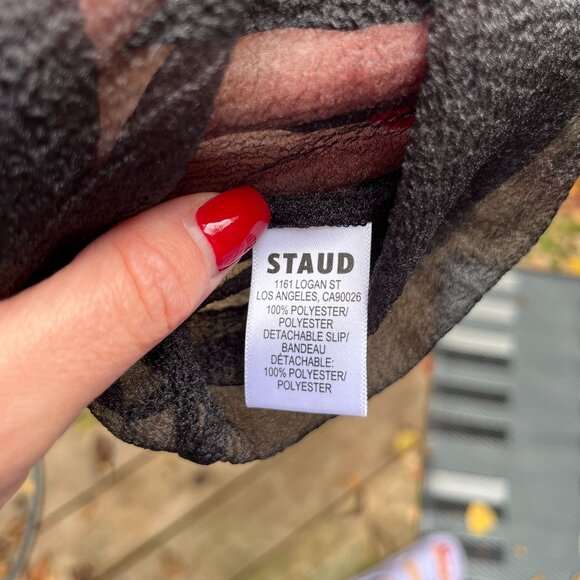 STAUD
1161 LOGAN ST
LOS ANGELES, CA90026
100% POLYESTER/
POLYESTER
DETACHABLE SLIP/
BANDEAU
DÉTACHABLE:
100% POLYESTER/
POLYESTER